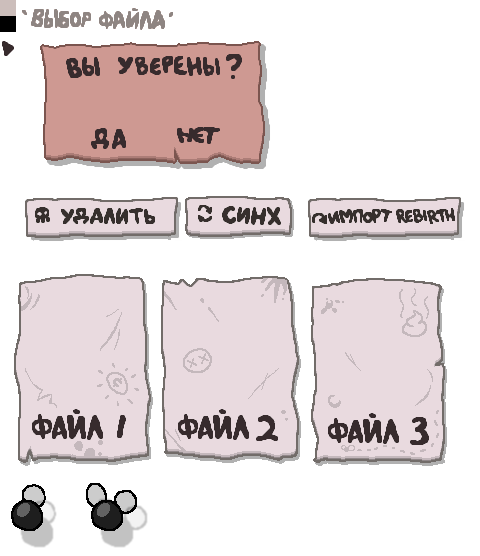 'ВЫБОР ФАЙЛА'
ВЫ УВЕРЕНЫ?
ДА НЕТ
УДАЛИТЬ
СИНХ
ИМПОРТ REBIRTH
ФАЙЛ 1
ФАЙЛ 2
ФАЙЛ 3